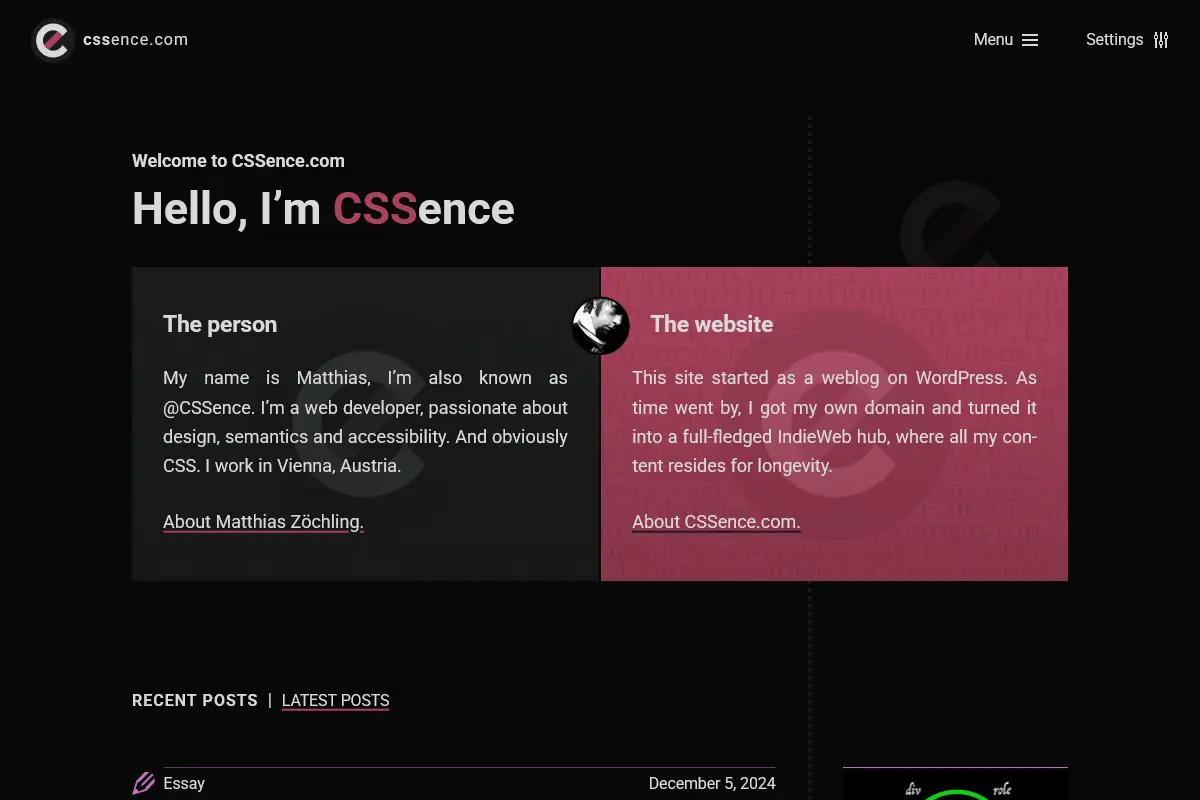 cssence.com
Menu
Settings
Welcome to CSSence.com
Hello, I’m CSSence
The person
My name is Matthias, I’m also known as
@CSSence. I’m a web developer, passionate about
design, semantics and accessibility. And obviously
CSS. I work in Vienna, Austria.
About Matthias Zöchling.
The website
This site started as a weblog on WordPress. As
time went by, I got my own domain and turned it
into a full-fledged IndieWeb hub, where all my con-
tent resides for longevity.
About CSSence.com.
RECENT POSTS | LATEST POSTS
Essay
December 5, 2024
div
role